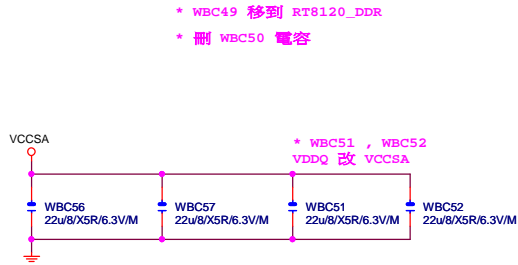 * WBC49 移到 RT8120_DDR
* 刪 WBC50 電容
VCCSA
* WBC51 , WBC52
VDDQ 改 VCCSA
WBC56
22u/8/X5R/6.3V/M
WBC57
22u/8/X5R/6.3V/M
WBC51
22u/8/X5R/6.3V/M
WBC52
22u/8/X5R/6.3V/M